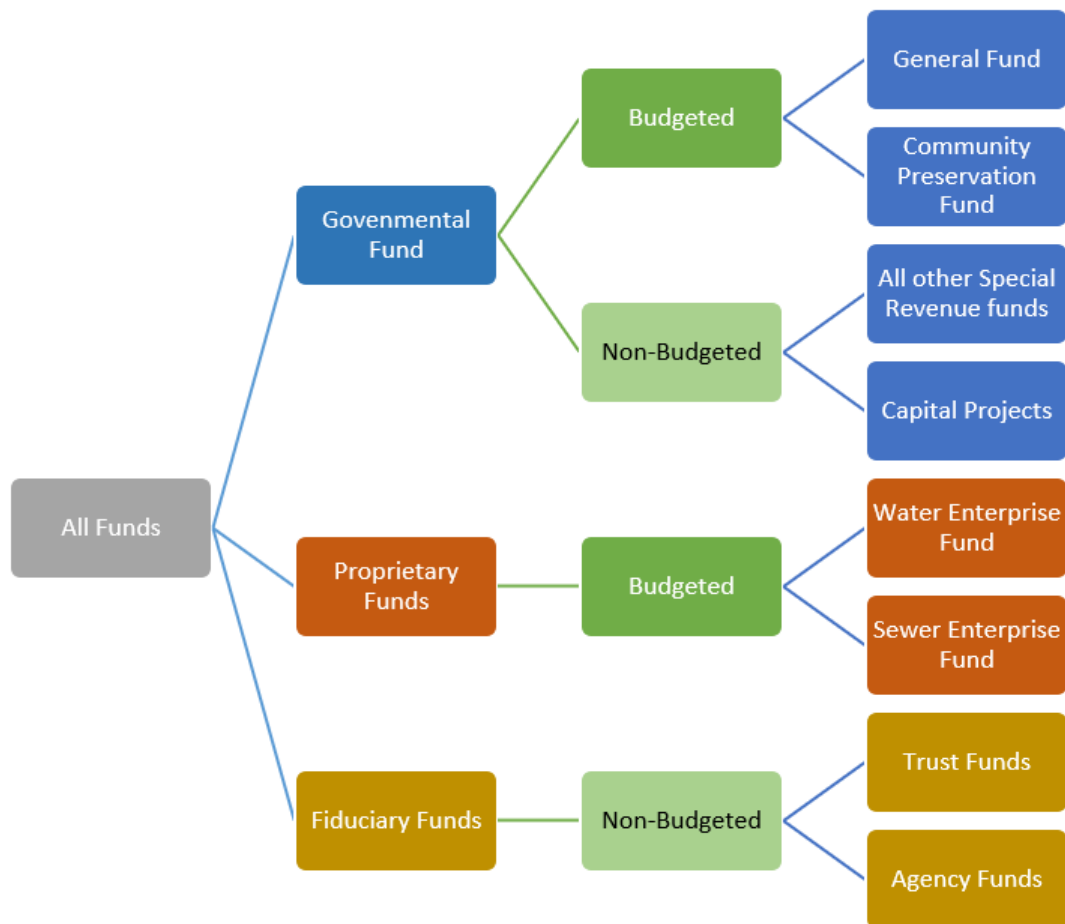 General Fund
Budgeted
Community
Preservation
Fund
Govenmental
Fund
All other Special
Revenue funds
Non-Budgeted
Capital Projects
All Funds
Water Enterprise
Fund
Proprietary
Funds
Budgeted
Sewer Enterprise
Fund
Trust Funds
Fiduciary Funds
Non-Budgeted
Agency Funds